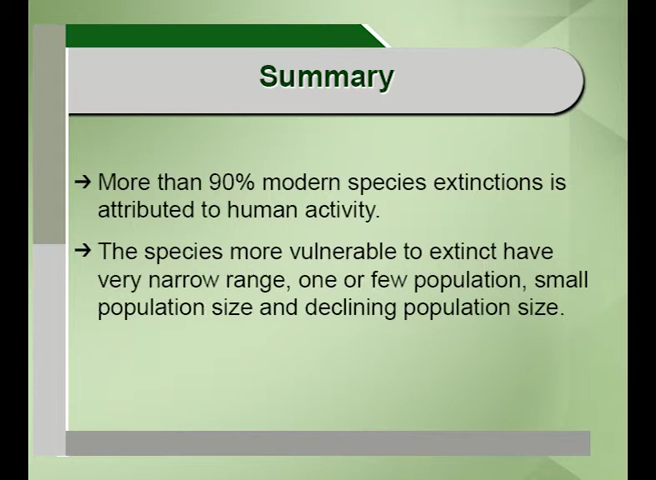 Summary
→ More than 90% modern species extinctions is
attributed to human activity.
→ The species more vulnerable to extinct have
very narrow range, one or few population, small
population size and declining population size.